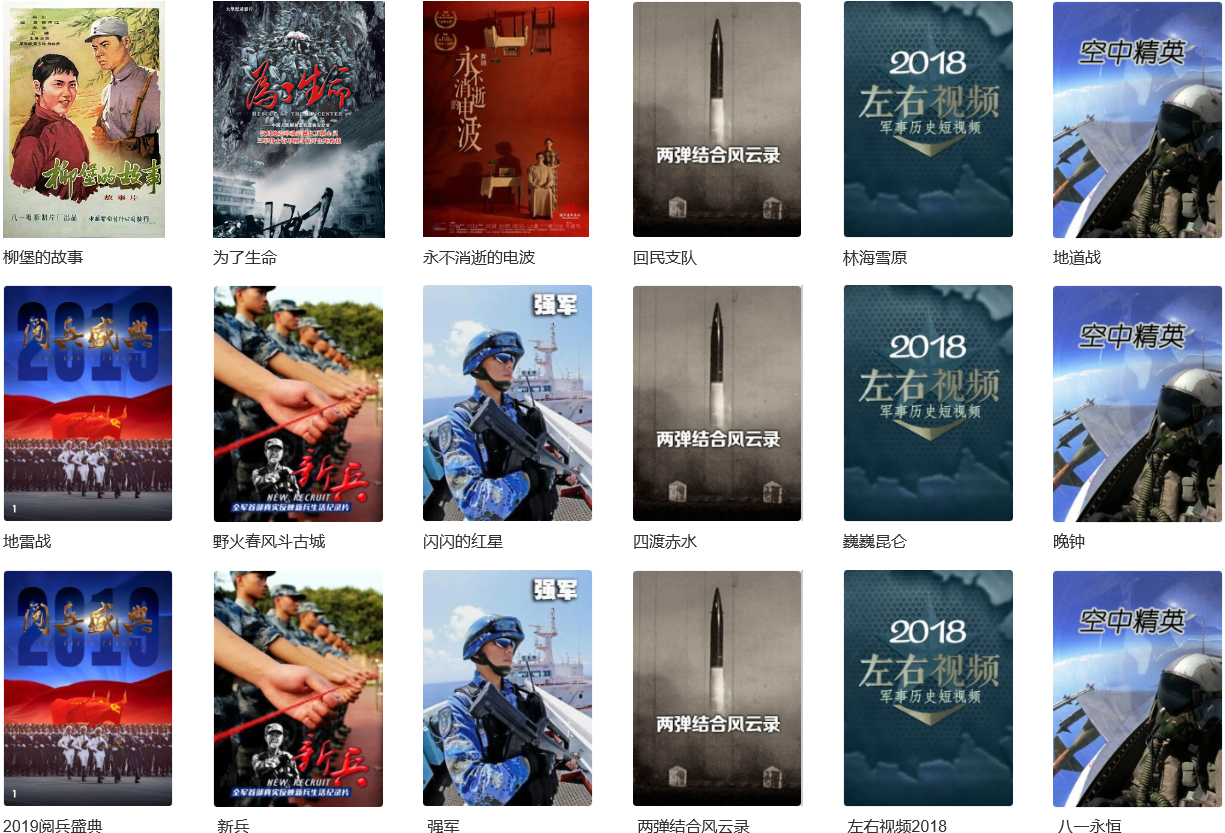 柳堡的故事
故事片
八一电影制片厂出品
中国电影发行公司发行
为了生命
RESCUE AT THE EPICENTER
永不消逝的电波
两弹结合风云录
2018
左右视频
军事历史短视频
空中精英
柳堡的故事
为了生命
永不消逝的电波
回民支队
林海雪原
地道战
2019
阅兵盛典
1
新兵
NEW RECRUIT
全军首部真实反映新兵生活纪录片
强军
两弹结合风云录
2018
左右视频
军事历史短视频
空中精英
地雷战
野火春风斗古城
闪闪的红星
四渡赤水
巍巍昆仑
晚钟
2019
阅兵盛典
1
新兵
NEW RECRUIT
全军首部真实反映新兵生活纪录片
强军
两弹结合风云录
2018
左右视频
军事历史短视频
空中精英
2019阅兵盛典
新兵
强军
两弹结合风云录
左右视频2018
八一永恒